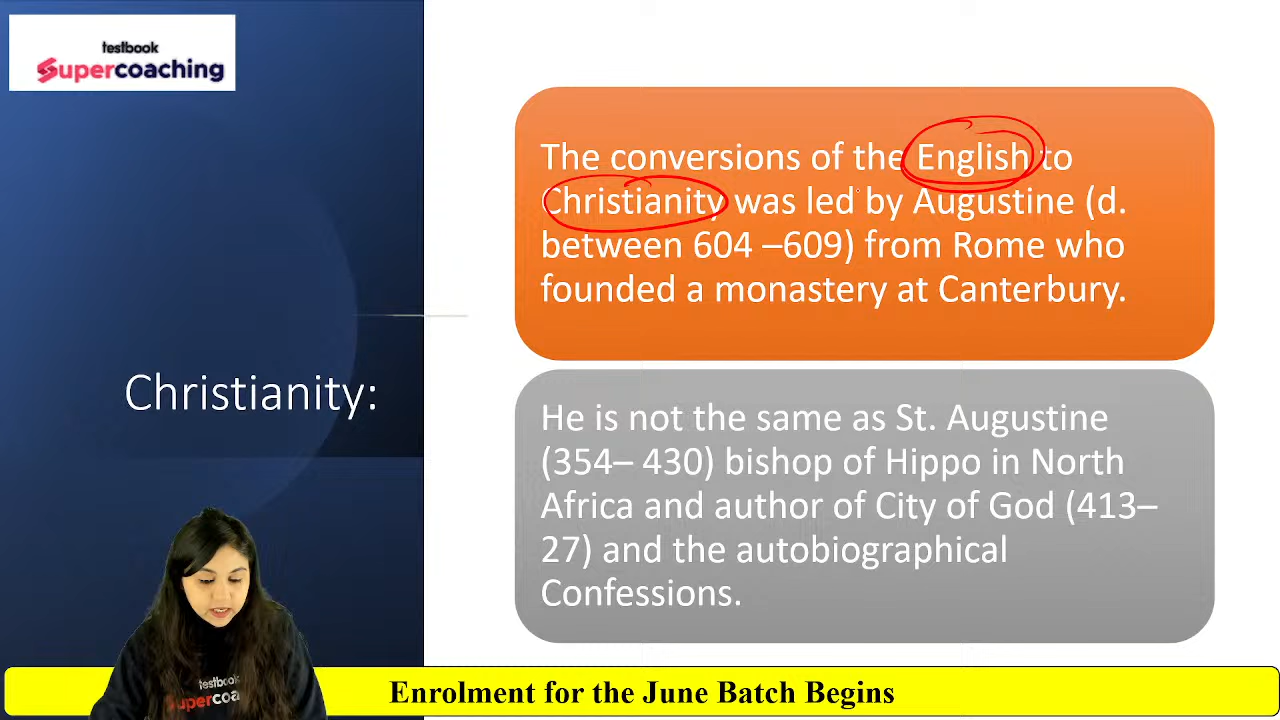 testbook
Supercoaching
The conversions of the English to
Christianity was led by Augustine (d.
between 604 –609) from Rome who
founded a monastery at Canterbury.
Christianity:
He is not the same as St. Augustine
(354– 430) bishop of Hippo in North
Africa and author of City of God (413–
27) and the autobiographical
Confessions.
testbook
Supercoa
Enrolment for the June Batch Begins